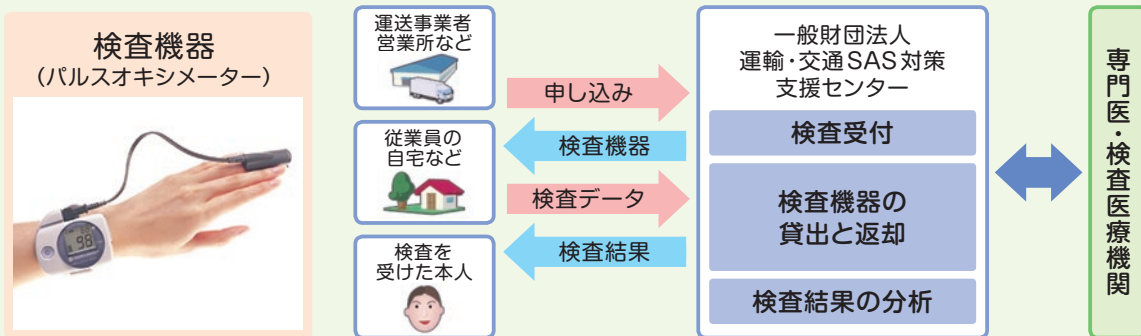 検査機器
（パルスオキシメーター）
98
運送事業者
営業所など
従業員の
自宅など
検査を
受けた本人
申し込み
検査機器
検査データ
検査結果
一般財団法人
運輸・交通SAS対策
支援センター
検査受付
検査機器の
貸出と返却
検査結果の分析
専門医・検査医療機関